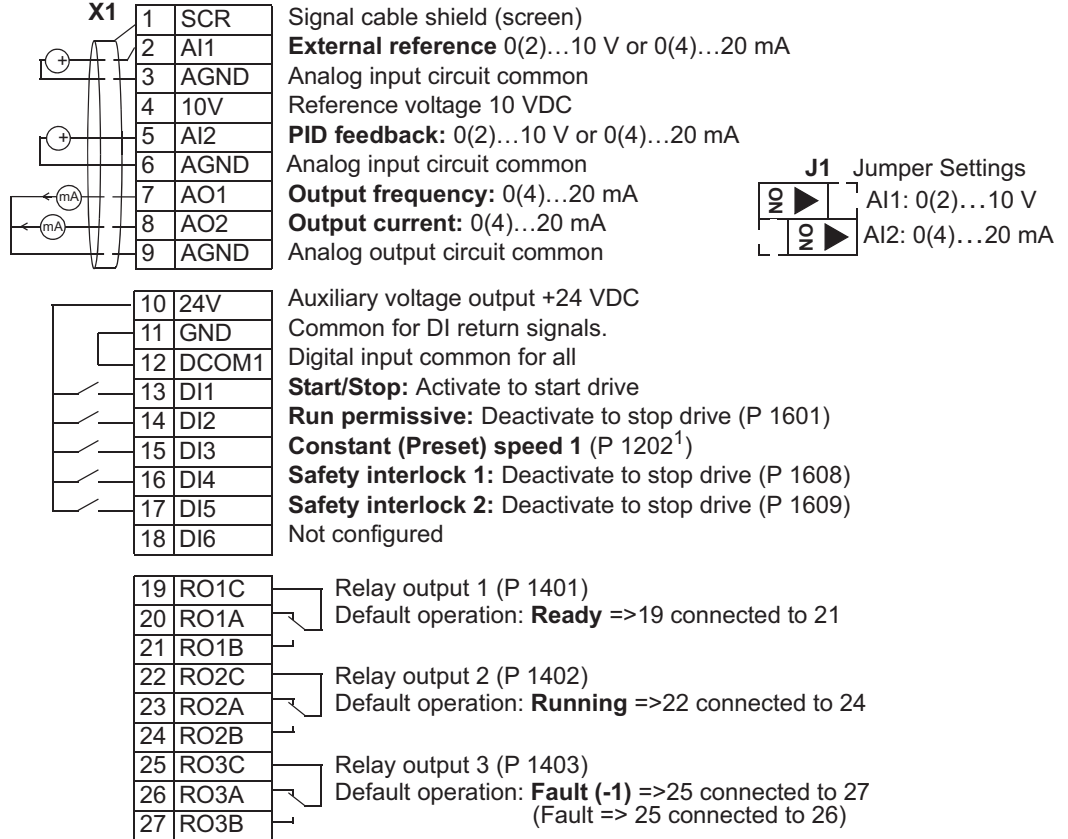 X1
1 SCR Signal cable shield (screen)
2 AI1 External reference 0(2)…10 V or 0(4)…20 mA
3 AGND Analog input circuit common
4 10V Reference voltage 10 VDC
5 AI2 PID feedback: 0(2)…10 V or 0(4)…20 mA
6 AGND Analog input circuit common
7 AO1 Output frequency: 0(4)…20 mA
8 AO2 Output current: 0(4)…20 mA
9 AGND Analog output circuit common
+
+
mA
mA
J1 Jumper Settings
ON AI1: 0(2)…10 V
ON AI2: 0(4)…20 mA
10 24V Auxiliary voltage output +24 VDC
11 GND Common for DI return signals.
12 DCOM1 Digital input common for all
13 DI1 Start/Stop: Activate to start drive
14 DI2 Run permissive: Deactivate to stop drive (P 1601)
15 DI3 Constant (Preset) speed 1 (P 1202¹)
16 DI4 Safety interlock 1: Deactivate to stop drive (P 1608)
17 DI5 Safety interlock 2: Deactivate to stop drive (P 1609)
18 DI6 Not configured
19 RO1C Relay output 1 (P 1401)
20 RO1A Default operation: Ready =>19 connected to 21
21 RO1B
22 RO2C Relay output 2 (P 1402)
23 RO2A Default operation: Running =>22 connected to 24
24 RO2B
25 RO3C Relay output 3 (P 1403)
26 RO3A Default operation: Fault (-1) =>25 connected to 27
27 RO3B (Fault => 25 connected to 26)